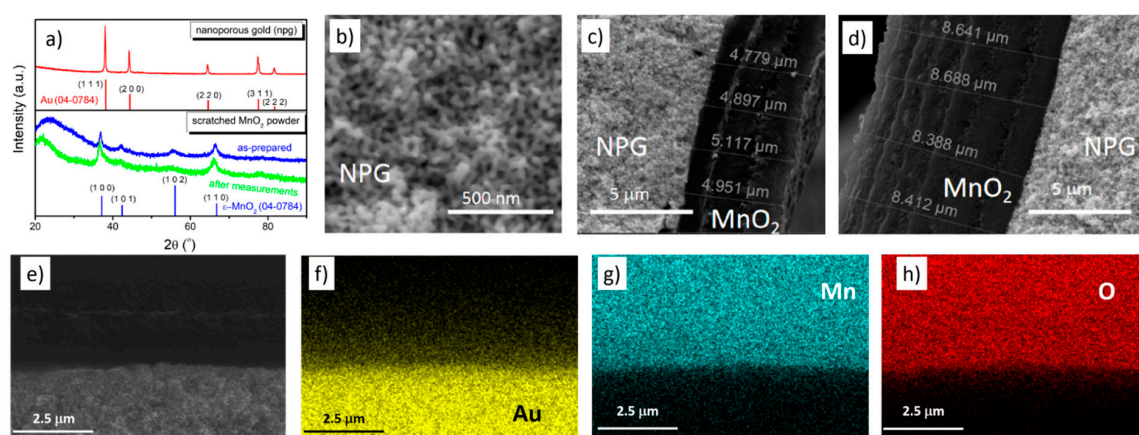 a)
nanoporous gold (npg)
(1 1 1)
(2 0 0)
(2 2 0)
(3 1 1)
(2 2 2)
Au (04-0784)
scratched MnO₂ powder
as-prepared
after measurements
(1 0 0)
(1 0 1)
(1 0 2)
(1 1 0)
ε-MnO₂ (04-0784)
Intensity (a.u.)
20 40 60 80
2θ (°)
b)
NPG
500 nm
c)
4.779 µm
4.897 µm
5.117 µm
4.951 µm
NPG
5 µm
MnO₂
d)
8.641 µm
8.688 µm
8.388 µm
8.412 µm
NPG
MnO₂
5 µm
e)
2.5 µm
f)
2.5 µm
Au
g)
Mn
2.5 µm
h)
O
2.5 µm